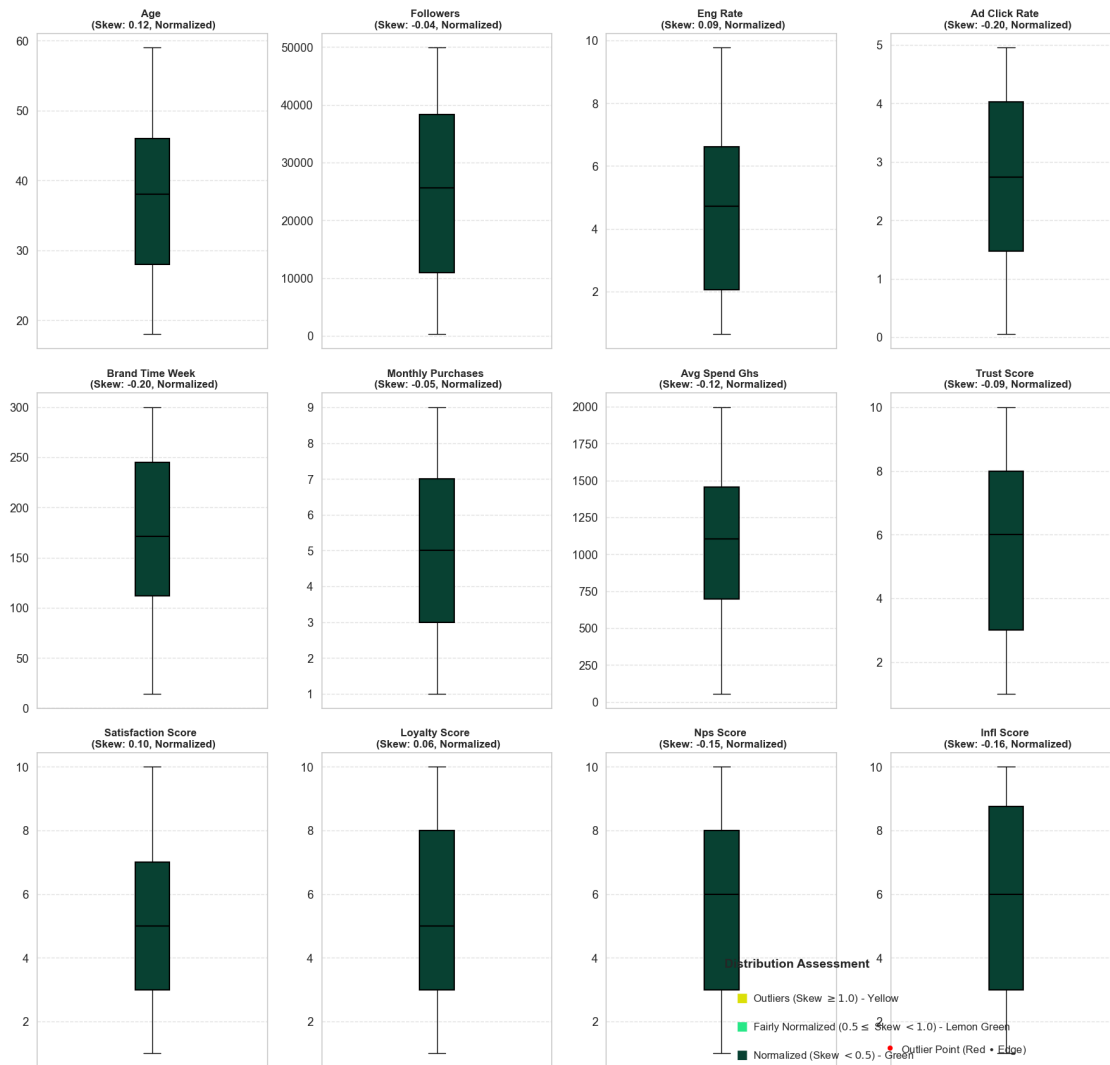 Age
(Skew: 0.12, Normalized)
60
50
40
30
20
Followers
(Skew: -0.04, Normalized)
50000
40000
30000
20000
10000
0
Eng Rate
(Skew: 0.09, Normalized)
10
8
6
4
2
Ad Click Rate
(Skew: -0.20, Normalized)
5
4
3
2
1
0
Brand Time Week
(Skew: -0.20, Normalized)
300
250
200
150
100
50
0
Monthly Purchases
(Skew: -0.05, Normalized)
9
8
7
6
5
4
3
2
1
Avg Spend Ghs
(Skew: -0.12, Normalized)
2000
1750
1500
1250
1000
750
500
250
0
Trust Score
(Skew: -0.09, Normalized)
10
8
6
4
2
Satisfaction Score
(Skew: 0.10, Normalized)
10
8
6
4
2
Loyalty Score
(Skew: 0.06, Normalized)
10
8
6
4
2
Nps Score
(Skew: -0.15, Normalized)
10
8
6
4
2
Infl Score
(Skew: -0.16, Normalized)
10
8
6
4
2
Distribution Assessment
Outliers (Skew ≥ 1.0) - Yellow
Fairly Normalized (0.5 ≤ Skew < 1.0) - Lemon Green
Normalized (Skew < 0.5) - Green
Outlier Point (Red • Edge)